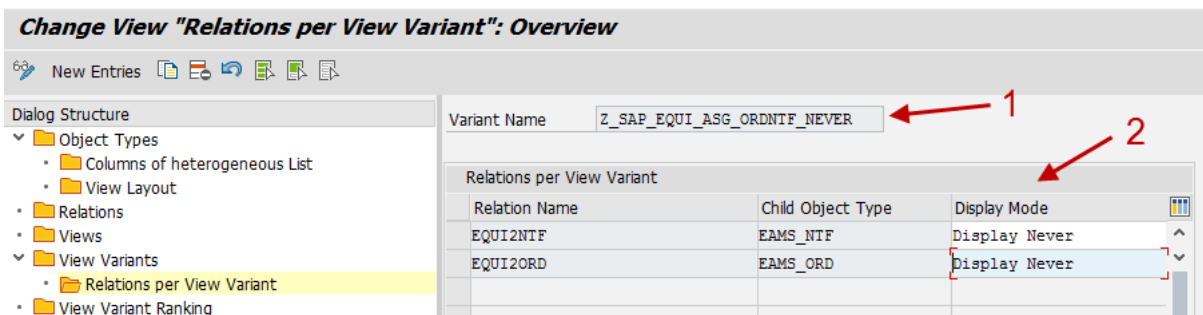 Change View "Relations per View Variant": Overview
New Entries
Dialog Structure
Object Types
Columns of heterogeneous List
View Layout
Relations
Views
View Variants
Relations per View Variant
View Variant Ranking
Variant Name Z_SAP_EQUI_ASG_ORDNTF_NEVER
1
2
Relations per View Variant
Relation Name Child Object Type Display Mode
EQUI2NTF EAMS_NTF Display Never
EQUI2ORD EAMS_ORD Display Never